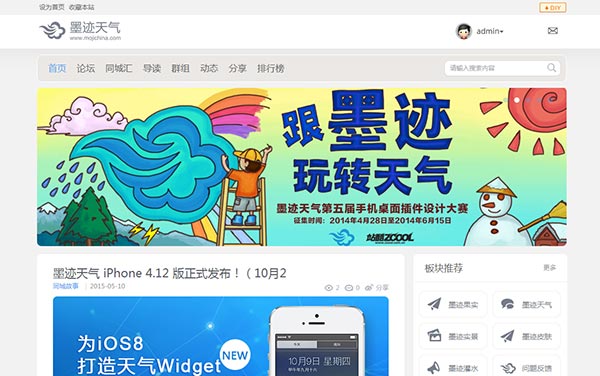 设为首页 收藏本站
DIY
墨迹天气
www.mojichina.com
admin
首页 论坛 同城汇 导读 群组 动态 分享 排行榜
请输入搜索内容
跟墨迹
玩转天气
墨迹天气第五届手机桌面插件设计大赛
征集时间：2014年4月28日至2014年6月15日
站酷ZCOOL
墨迹天气 iPhone 4.12 版正式发布！( 10月2
同城故事 | 2015-05-10
2 0 分享
为iOS8
打造天气Widget
NEW
10月9日 星期四
板块推荐 更多
墨迹果实 墨迹天气
墨迹实景 墨迹皮肤
墨迹灌水 问题反馈